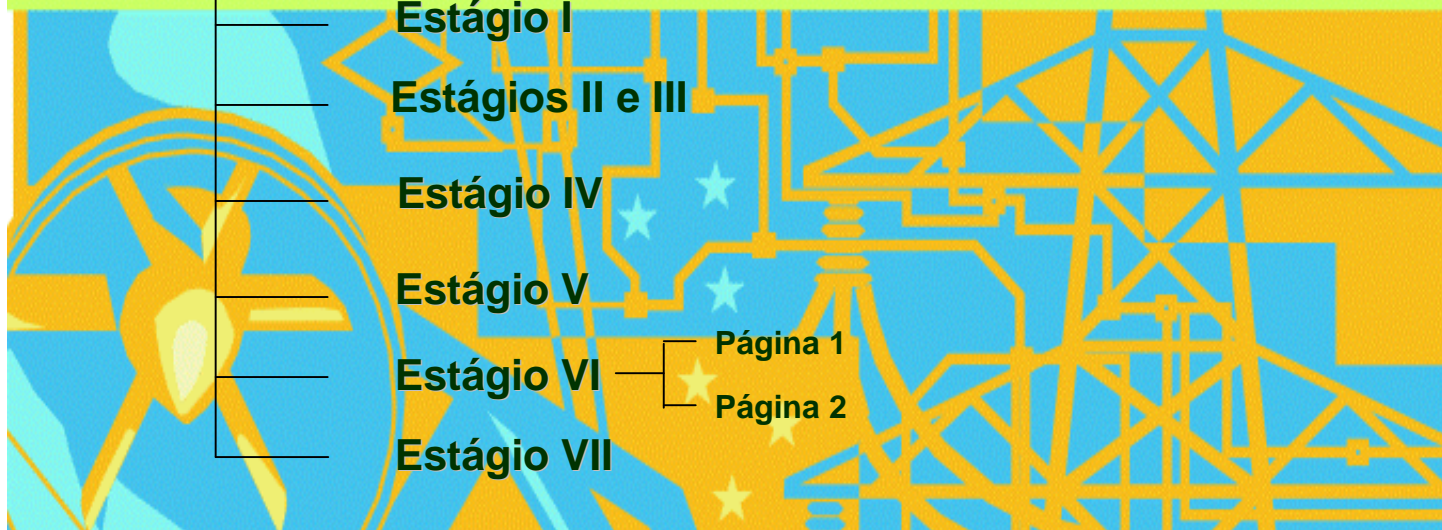 Estágio I
Estágios II e III
Estágio IV
Estágio V
Estágio VI
Página 1
Página 2
Estágio VII